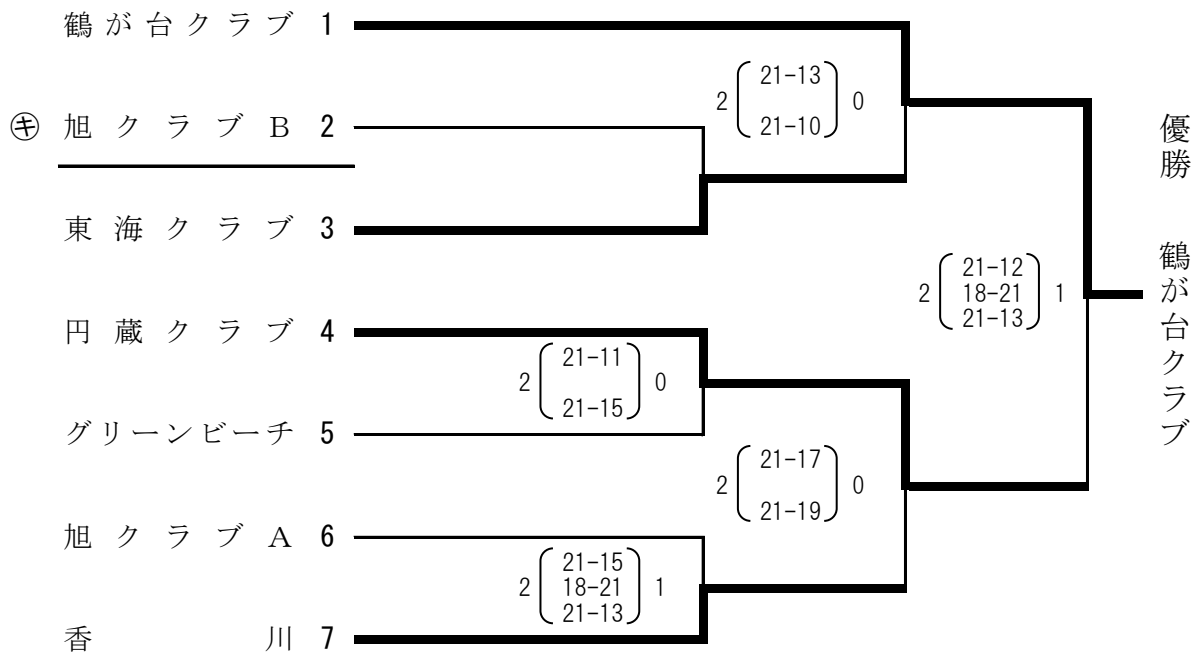 鶴が台クラブ 1
2 21-13 21-10 0
㋖ 旭クラブB 2
東海クラブ 3
円蔵クラブ 4
2 21-11 21-15 0
グリーンビーチ 5
2 21-17 21-19 0
旭クラブA 6
2 21-15 18-21 21-13 1
香川 7
2 21-12 18-21 21-13 1
優勝 鶴が台クラブ